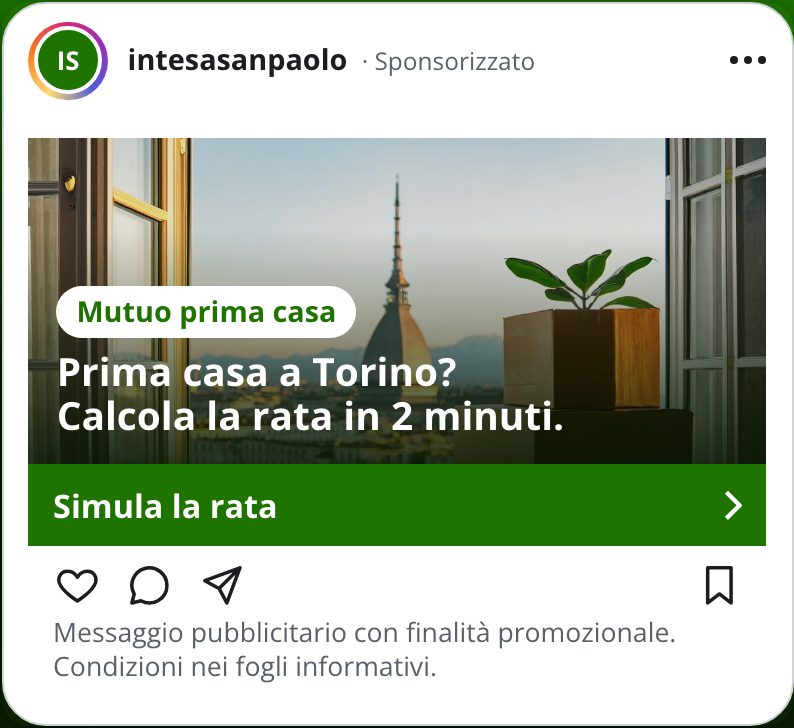 IS
intesasanpaolo · Sponsorizzato
Mutuo prima casa
Prima casa a Torino?
Calcola la rata in 2 minuti.
Simula la rata
Messaggio pubblicitario con finalità promozionale.
Condizioni nei fogli informativi.